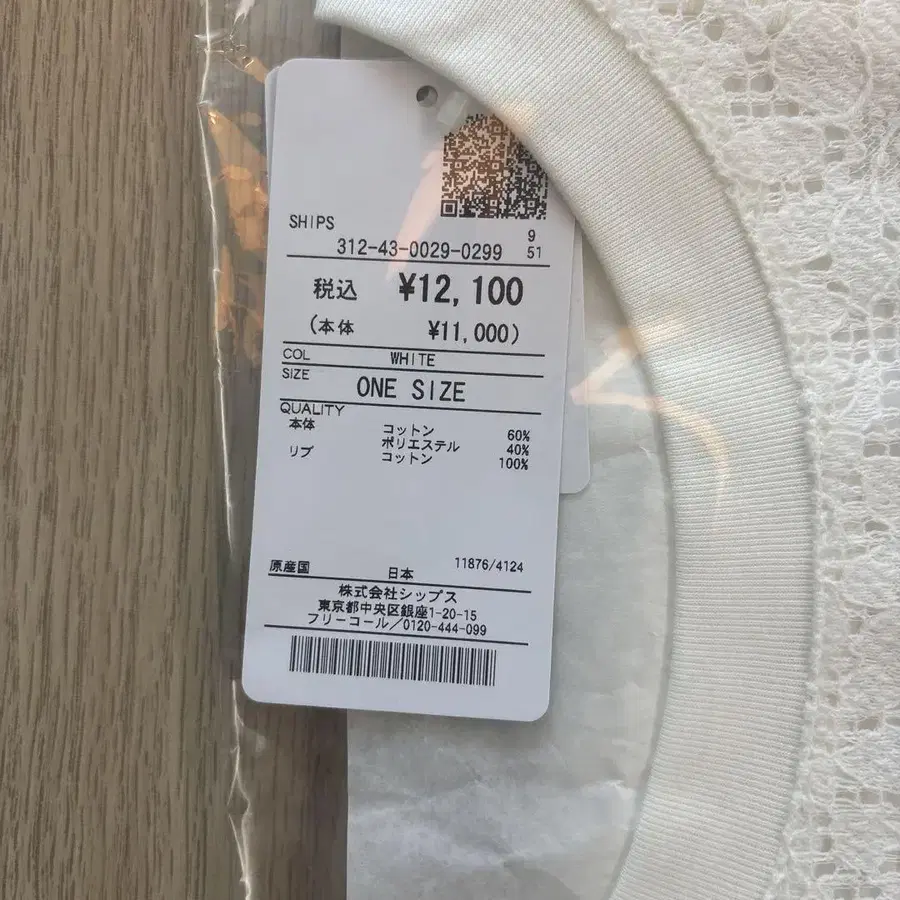 SHIPS
9
312-43-0029-0299 51
税込 ¥12,100
(本体 ¥11,000)
COL WHITE
SIZE ONE SIZE
QUALITY
本体 コットン 60%
ポリエステル 40%
リブ コットン 100%
原産国 日本 11876/4124
株式会社シップス
東京都中央区銀座1-20-15
フリーコール/0120-444-099